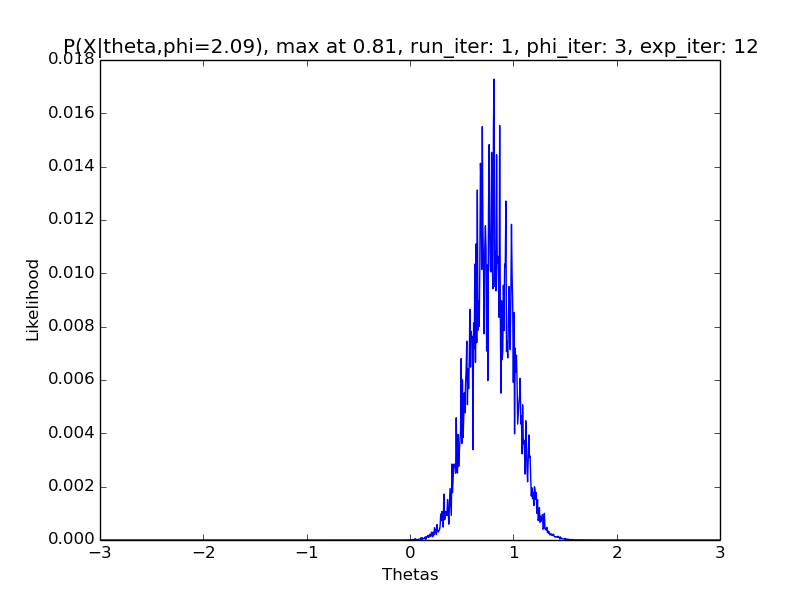 P(X|theta,phi=2.09), max at 0.81, run_iter: 1, phi_iter: 3, exp_iter: 12
0.018
0.016
0.014
0.012
0.010
0.008
0.006
0.004
0.002
0.000
Likelihood
−3 −2 −1 0 1 2 3
Thetas